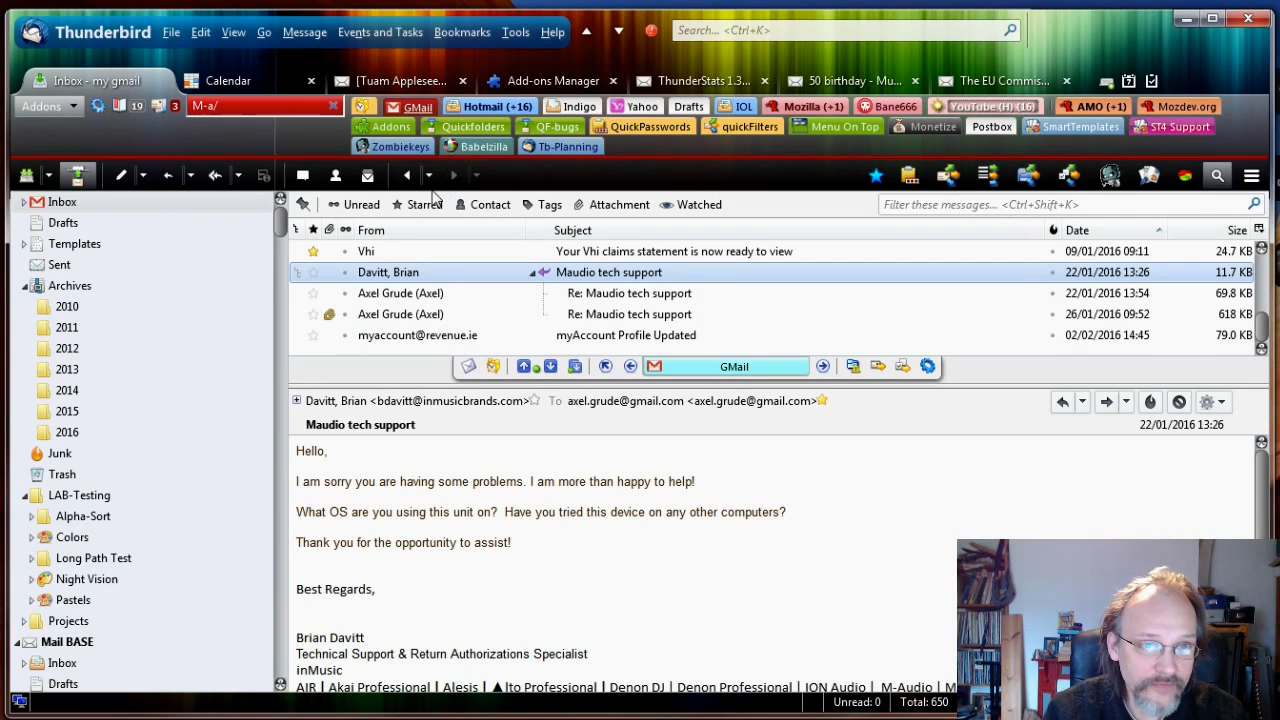 Thunderbird File Edit View Go Message Events and Tasks Bookmarks Tools Help Search... <Ctrl+K>
Inbox - my gmail Calendar [Tuam Applesee... Add-ons Manager ThunderStats 1.3... 50 birthday - Mu... The EU Commis...
Addons 19 3 M-a/ GMail Hotmail (+16) Indigo Yahoo Drafts IOL Mozilla (+1) Bane666 YouTube (H) (16) AMO (+1) Mozdev.org
Addons Quickfolders QF-bugs QuickPasswords quickFilters Menu On Top Monetize Postbox SmartTemplates ST4 Support
Zombiekeys Babelzilla Tb-Planning
Unread Starred Contact Tags Attachment Watched Filter these messages... <Ctrl+Shift+K>
From Subject Date Size
Vhi Your Vhi claims statement is now ready to view 09/01/2016 09:11 24.7 KB
Davitt, Brian Maudio tech support 22/01/2016 13:26 11.7 KB
Axel Grude (Axel) Re: Maudio tech support 22/01/2016 13:54 69.8 KB
Axel Grude (Axel) Re: Maudio tech support 26/01/2016 09:52 618 KB
myaccount@revenue.ie myAccount Profile Updated 02/02/2016 14:45 79.0 KB
GMail
Inbox
Drafts
Templates
Sent
Archives
2010
2011
2012
2013
2014
2015
2016
Junk
Trash
LAB-Testing
Alpha-Sort
Colors
Long Path Test
Night Vision
Pastels
Projects
Mail BASE
Inbox
Drafts
Davitt, Brian <bdavitt@inmusicbrands.com> To axel.grude@gmail.com <axel.grude@gmail.com>
Maudio tech support 22/01/2016 13:26
Hello,
I am sorry you are having some problems. I am more than happy to help!
What OS are you using this unit on? Have you tried this device on any other computers?
Thank you for the opportunity to assist!
Best Regards,
Brian Davitt
Technical Support & Return Authorizations Specialist
inMusic
AIR | Akai Professional | Alesis | Alto Professional | Denon DJ | Denon Professional | ION Audio | M-Audio | M
Unread: 0 Total: 650